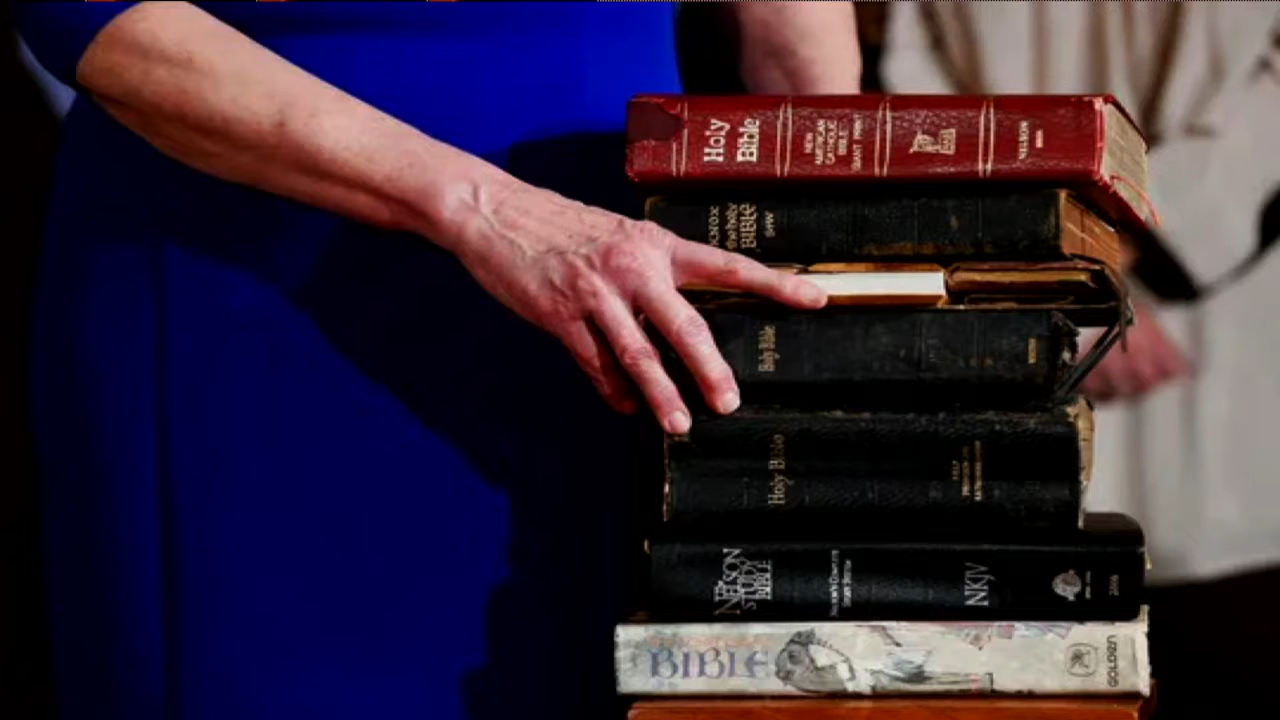 Holy
Bible
NEW
AMERICAN
CATHOLIC
BIBLE
GIANT PRINT
NELSON
the holy
BIBLE
Holy Bible
Holy Bible
NELSON
STUDY
BIBLE
NKJV
BIBLE
GOLDEN